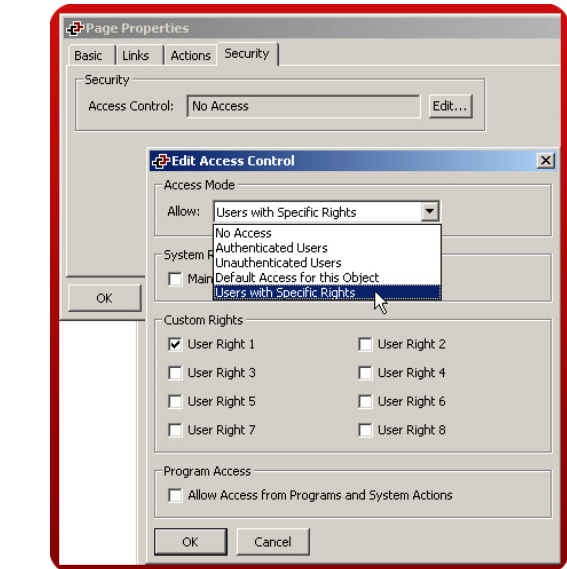 Page Properties
Basic Links Actions Security
Security
Access Control: No Access Edit...
Edit Access Control
Access Mode
Allow: Users with Specific Rights
No Access
Authenticated Users
Unauthenticated Users
System R
Default Access for this Object
Main
Users with Specific Rights
OK
Custom Rights
User Right 1 User Right 2
User Right 3 User Right 4
User Right 5 User Right 6
User Right 7 User Right 8
Program Access
Allow Access from Programs and System Actions
OK Cancel